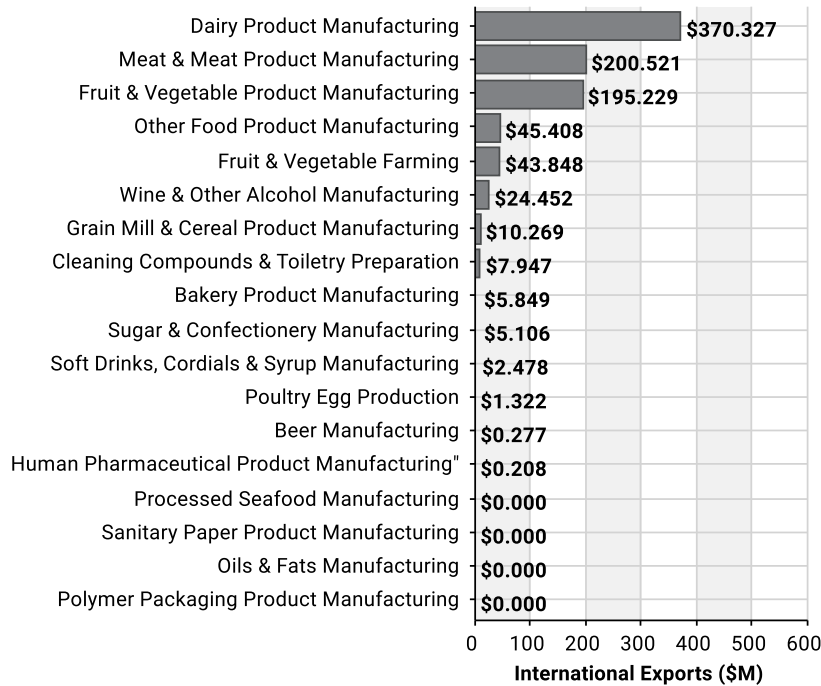 Dairy Product Manufacturing $370.327
Meat & Meat Product Manufacturing $200.521
Fruit & Vegetable Product Manufacturing $195.229
Other Food Product Manufacturing $45.408
Fruit & Vegetable Farming $43.848
Wine & Other Alcohol Manufacturing $24.452
Grain Mill & Cereal Product Manufacturing $10.269
Cleaning Compounds & Toiletry Preparation $7.947
Bakery Product Manufacturing $5.849
Sugar & Confectionery Manufacturing $5.106
Soft Drinks, Cordials & Syrup Manufacturing $2.478
Poultry Egg Production $1.322
Beer Manufacturing $0.277
Human Pharmaceutical Product Manufacturing" $0.208
Processed Seafood Manufacturing $0.000
Sanitary Paper Product Manufacturing $0.000
Oils & Fats Manufacturing $0.000
Polymer Packaging Product Manufacturing $0.000
0 100 200 300 400 500 600
International Exports ($M)